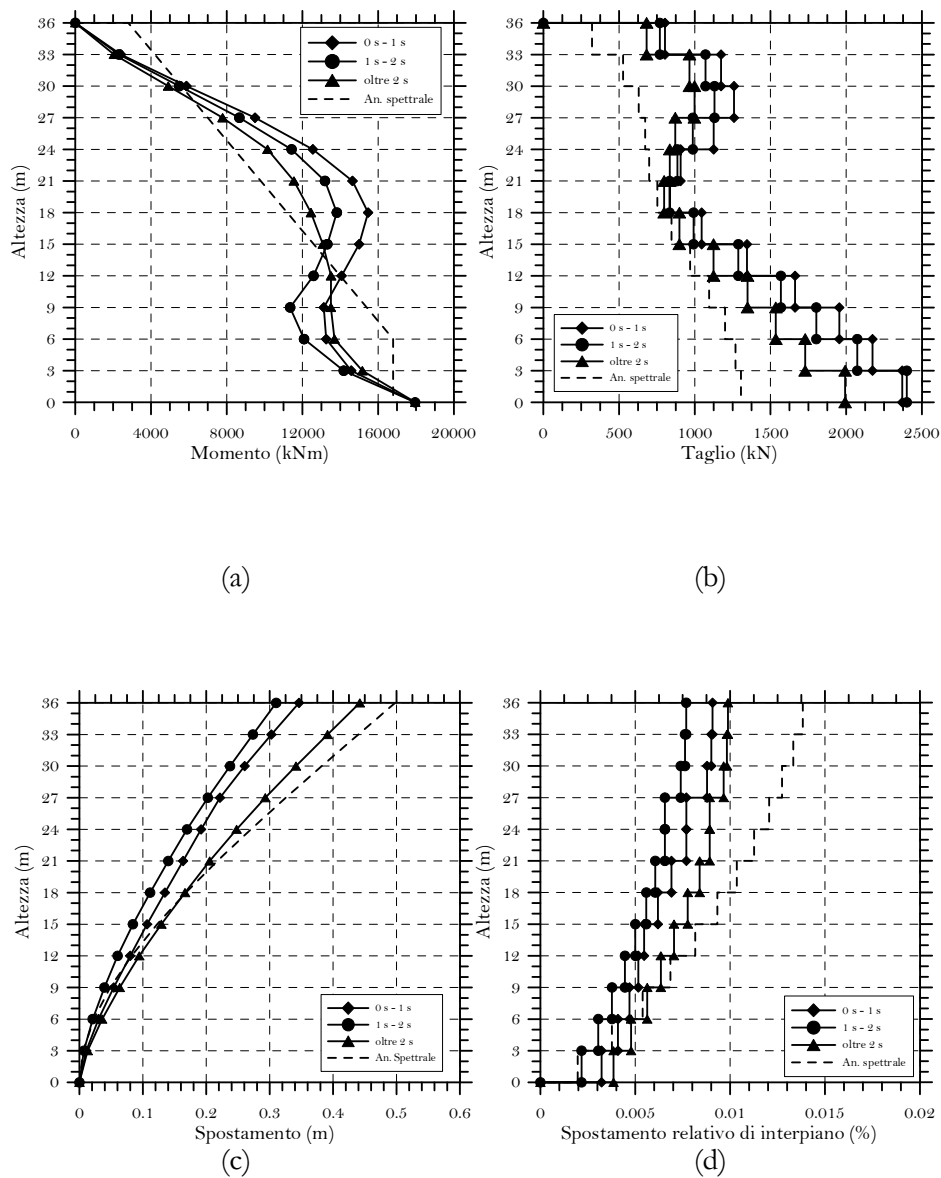 36
33
30
27
24
21
18
15
12
9
6
3
0
Altezza (m)
0 s - 1 s
1 s - 2 s
oltre 2 s
An. spettrale
0 4000 8000 12000 16000 20000
Momento (kNm)
(a)
36
33
30
27
24
21
18
15
12
9
6
3
0
Altezza (m)
0 s - 1 s
1 s - 2 s
oltre 2 s
An. spettrale
0 500 1000 1500 2000 2500
Taglio (kN)
(b)
36
33
30
27
24
21
18
15
12
9
6
3
0
Altezza (m)
0 s - 1 s
1 s - 2 s
oltre 2 s
An. Spettrale
0 0.1 0.2 0.3 0.4 0.5 0.6
Spostamento (m)
(c)
36
33
30
27
24
21
18
15
12
9
6
3
0
Altezza (m)
0 s - 1 s
1 s - 2 s
oltre 2 s
An. spettrale
0 0.005 0.01 0.015 0.02
Spostamento relativo di interpiano (%)
(d)